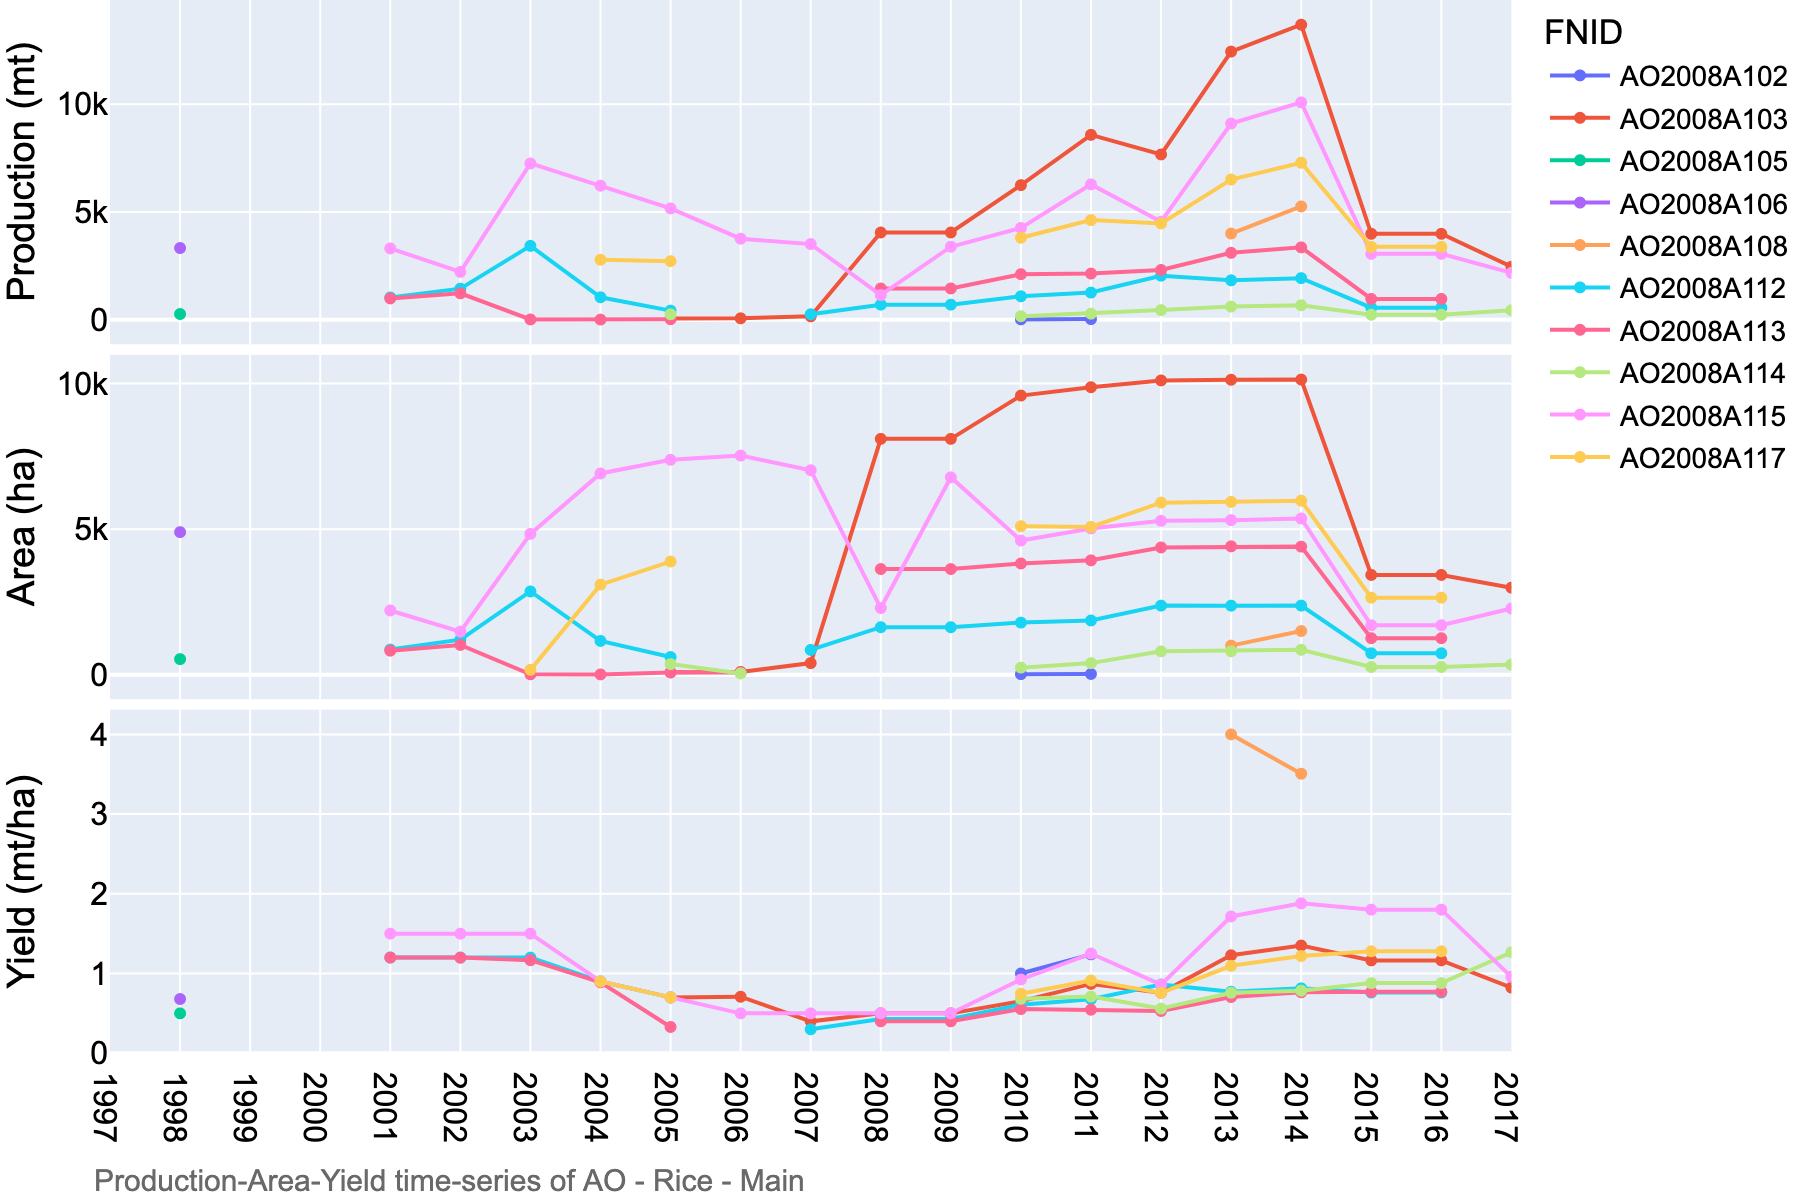 Production (mt)
10k
5k
0
Area (ha)
10k
5k
0
Yield (mt/ha)
4
3
2
1
0
1997
1998
1999
2000
2001
2002
2003
2004
2005
2006
2007
2008
2009
2010
2011
2012
2013
2014
2015
2016
2017
FNID
AO2008A102
AO2008A103
AO2008A105
AO2008A106
AO2008A108
AO2008A112
AO2008A113
AO2008A114
AO2008A115
AO2008A117
Production-Area-Yield time-series of AO - Rice - Main